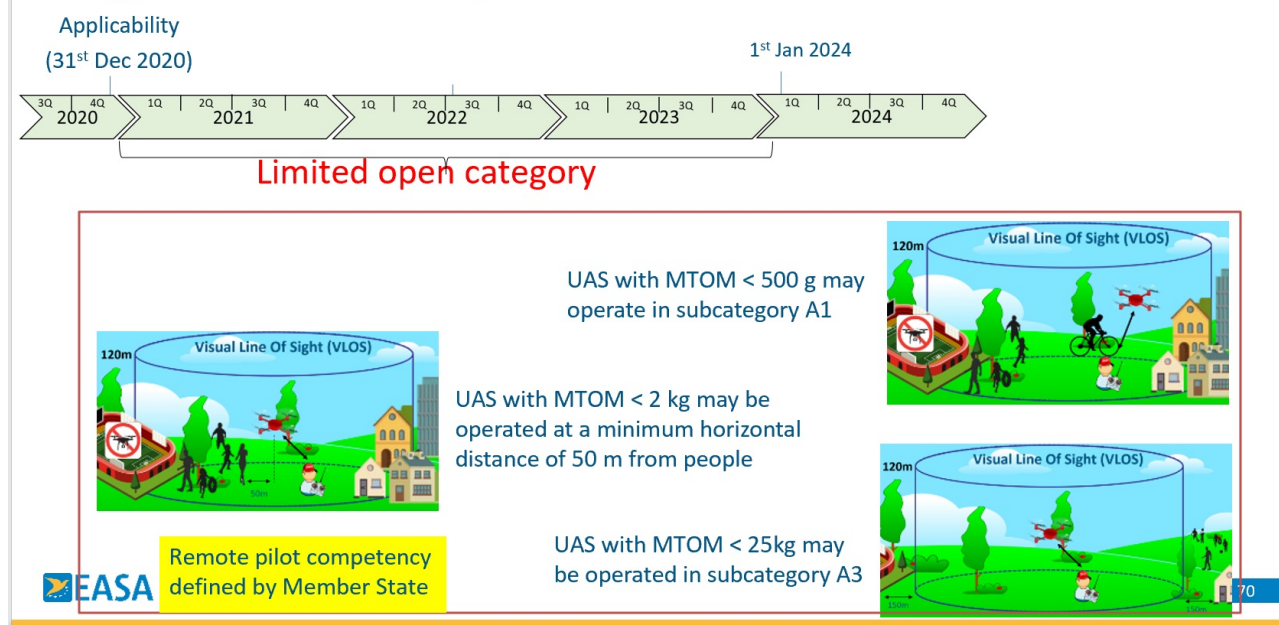 Applicability
(31st Dec 2020)
1st Jan 2024
3Q 4Q 1Q 2Q 3Q 4Q 1Q 2Q 3Q 4Q 1Q 2Q 3Q 4Q 1Q 2Q 3Q 4Q
2020 2021 2022 2023 2024
Limited open category
120m
Visual Line Of Sight (VLOS)
UAS with MTOM < 500 g may
operate in subcategory A1
120m
Visual Line Of Sight (VLOS)
50m
UAS with MTOM < 2 kg may be
operated at a minimum horizontal
distance of 50 m from people
120m
Visual Line Of Sight (VLOS)
150m
150m
UAS with MTOM < 25kg may
be operated in subcategory A3
Remote pilot competency
defined by Member State
EASA
70